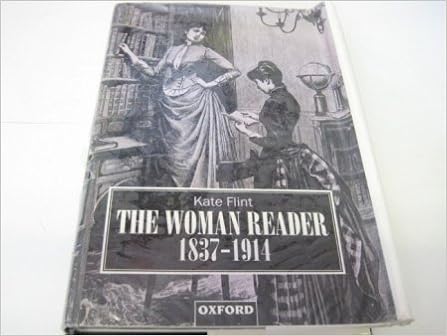 Kate Flint
THE WOMAN READER
1837–1914
OXFORD